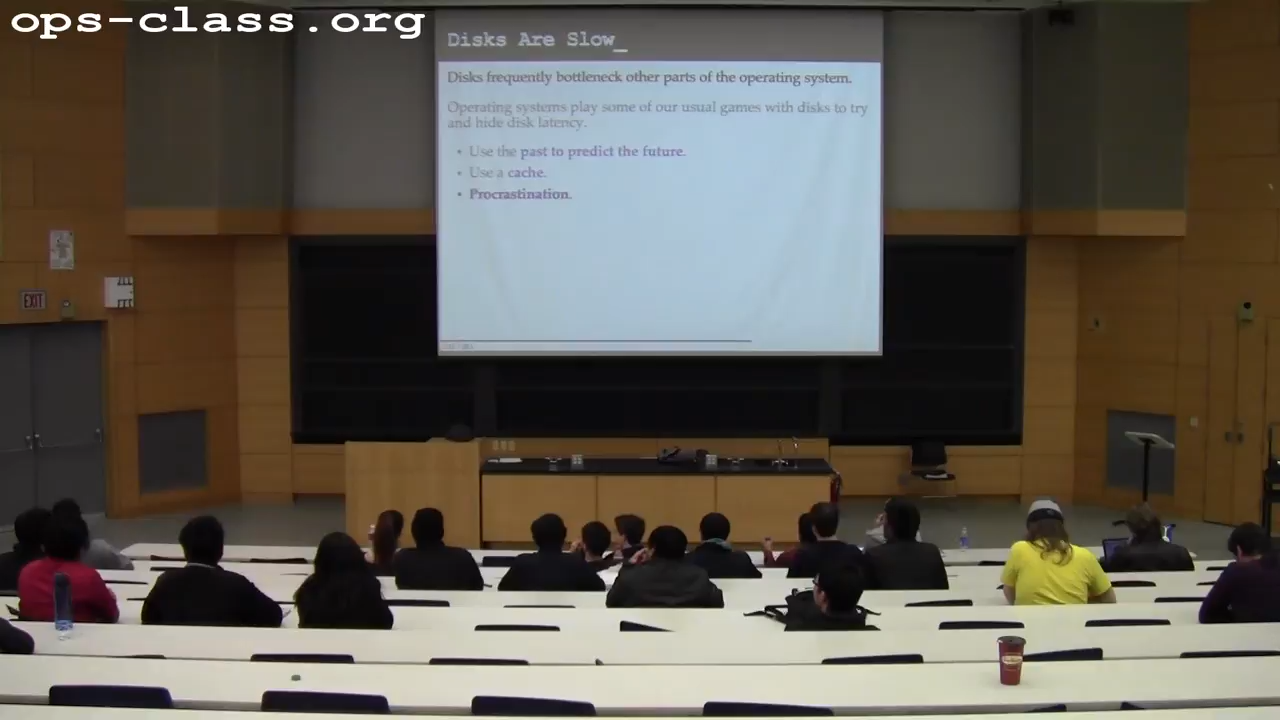 ops-class.org
Disks Are Slow_
Disks frequently bottleneck other parts of the operating system.
Operating systems play some of our usual games with disks to try
and hide disk latency.
• Use the past to predict the future.
• Use a cache.
• Procrastination.
EXIT